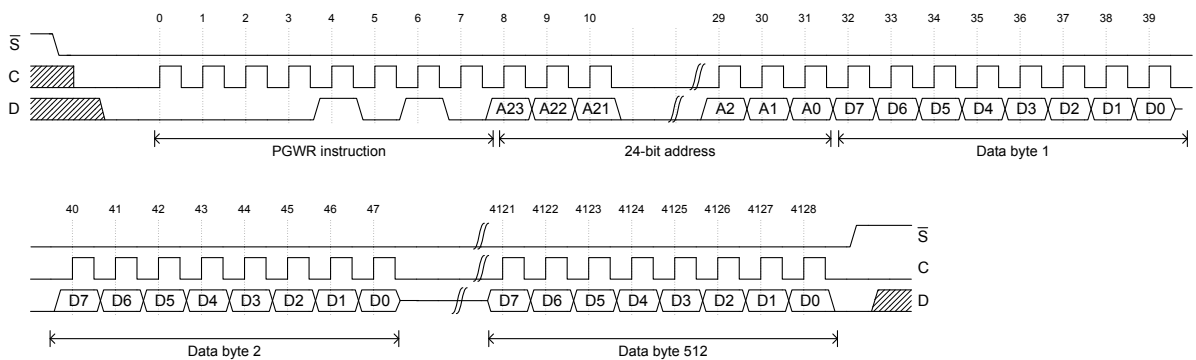 0 1 2 3 4 5 6 7 8 9 10 29 30 31 32 33 34 35 36 37 38 39
S
C
D A23 A22 A21 A2 A1 A0 D7 D6 D5 D4 D3 D2 D1 D0
PGWR instruction 24-bit address Data byte 1
40 41 42 43 44 45 46 47 4121 4122 4123 4124 4125 4126 4127 4128
S
C
D7 D6 D5 D4 D3 D2 D1 D0 D7 D6 D5 D4 D3 D2 D1 D0 D
Data byte 2 Data byte 512